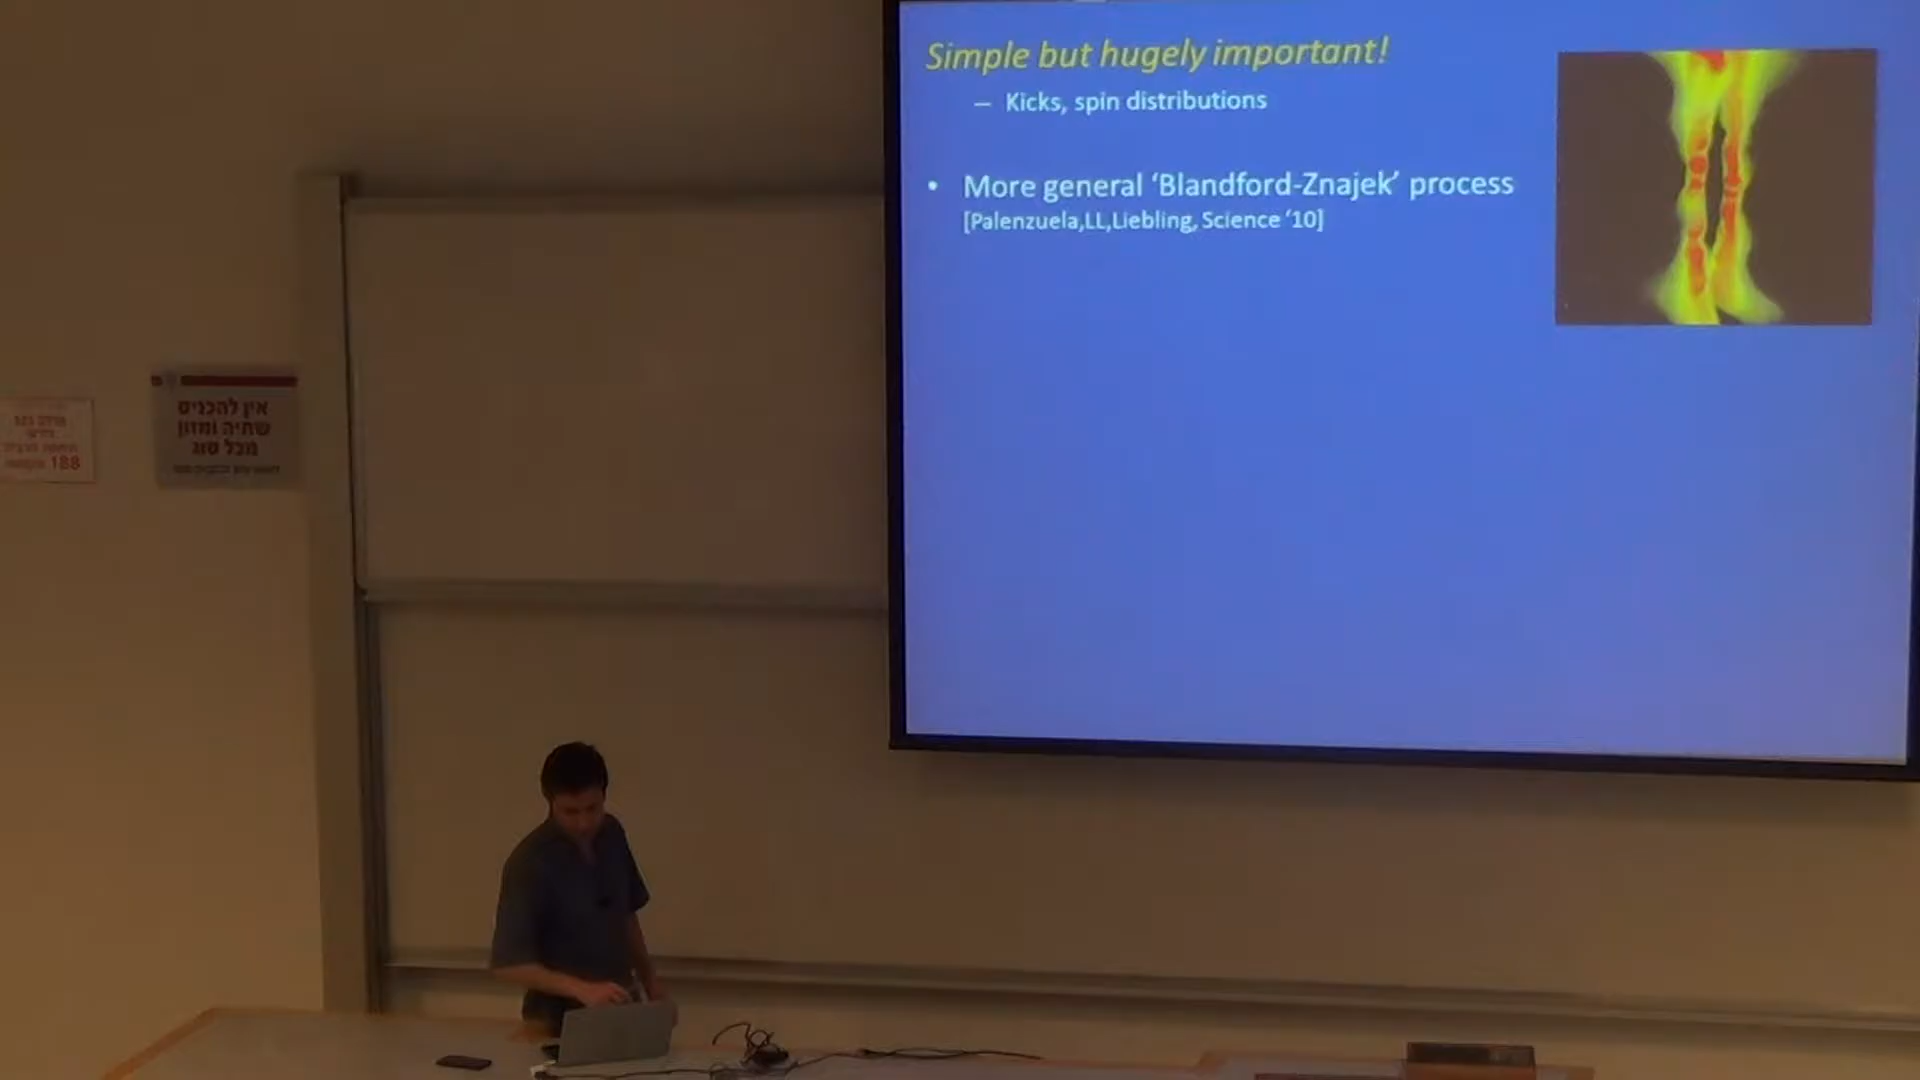 Simple but hugely important!
– Kicks, spin distributions
• More general ‘Blandford-Znajek’ process
[Palenzuela,LL,Liebling, Science ‘10]
אין להכניס
שתיה ומזון
מכל סוג
188